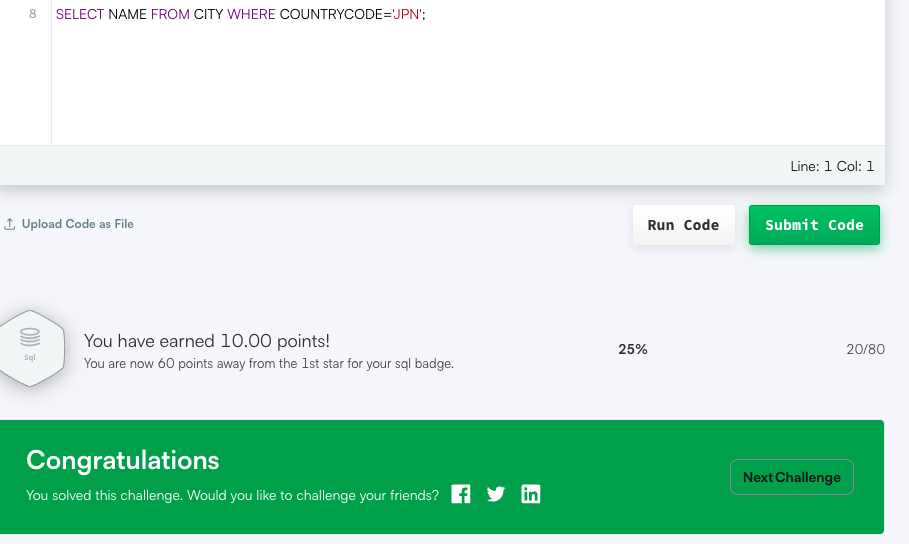 8 SELECT NAME FROM CITY WHERE COUNTRYCODE='JPN';
Line: 1 Col: 1
Upload Code as File
Run Code
Submit Code
Sql
You have earned 10.00 points!
You are now 60 points away from the 1st star for your sql badge.
25%
20/80
Congratulations
You solved this challenge. Would you like to challenge your friends?
Next Challenge